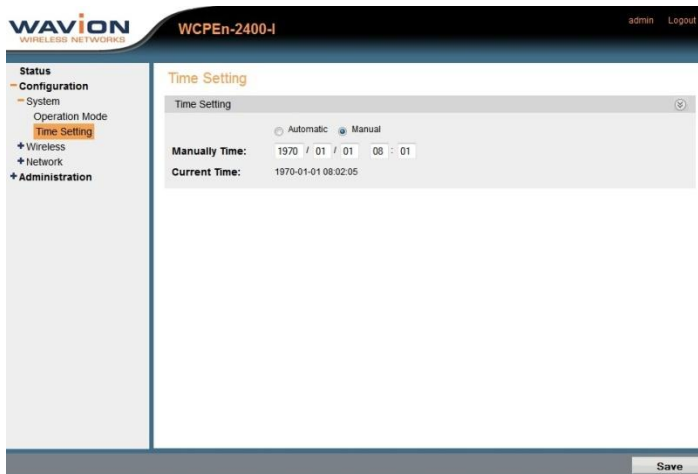 WAVION
WIRELESS NETWORKS
WCPEn-2400-I
admin Logout
Status
Configuration
System
Operation Mode
Time Setting
Wireless
Network
Administration
Time Setting
Time Setting
Automatic Manual
Manually Time: 1970 / 01 / 01 08 : 01
Current Time: 1970-01-01 08:02:05
Save